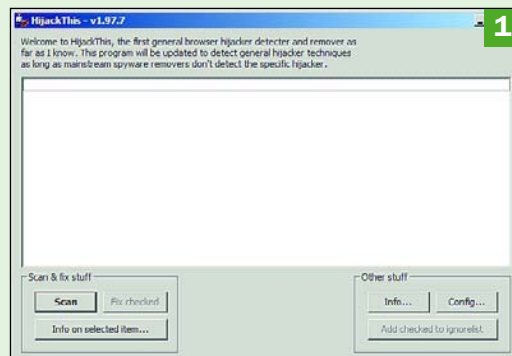 HijackThis - v1.97.7
1
Welcome to HijackThis, the first general browser hijacker detecter and remover as
far as I know. This program will be updated to detect general hijacker techniques
as long as mainstream spyware removers don't detect the specific hijacker.
Scan & fix stuff
Other stuff
Scan Fix checked
Info... Config...
Info on selected item...
Add checked to ignorelist